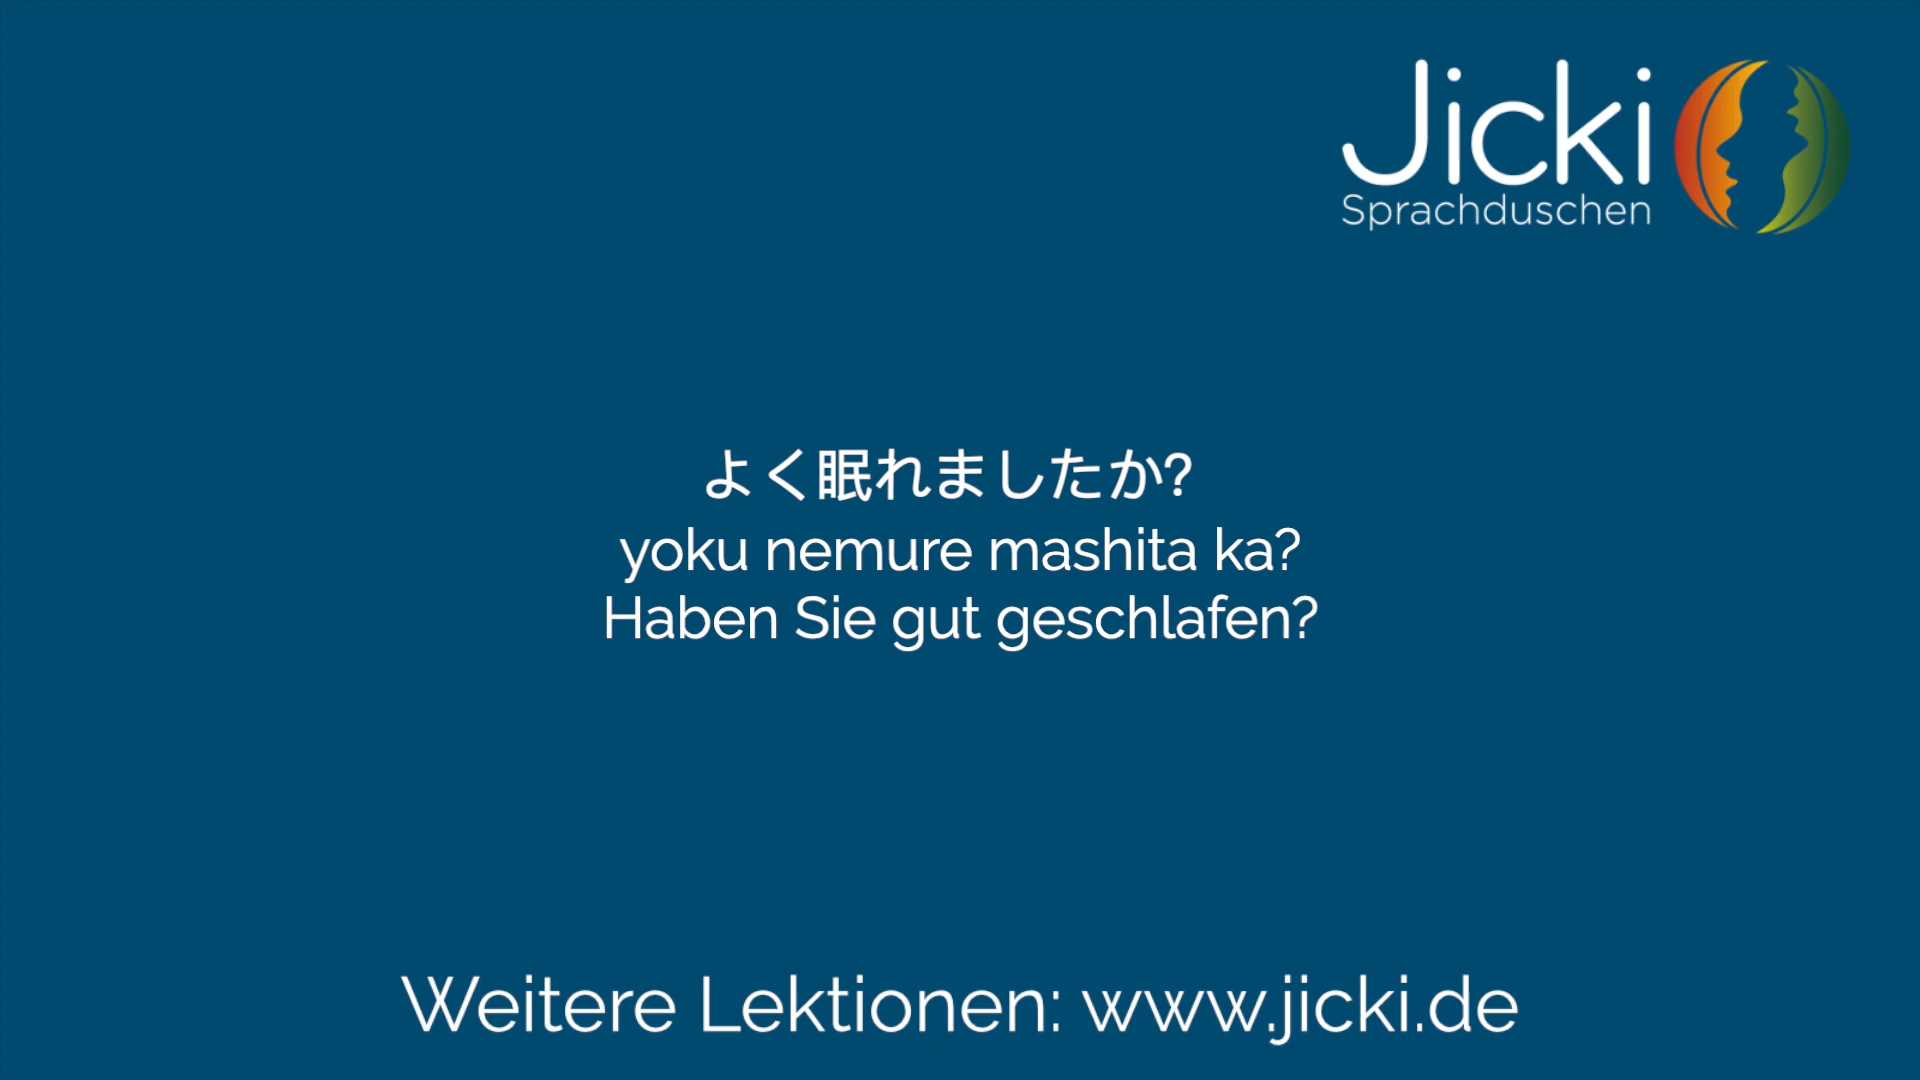 Jicki
Sprachduschen
よく眠れましたか?
yoku nemure mashita ka?
Haben Sie gut geschlafen?
Weitere Lektionen: www.jicki.de